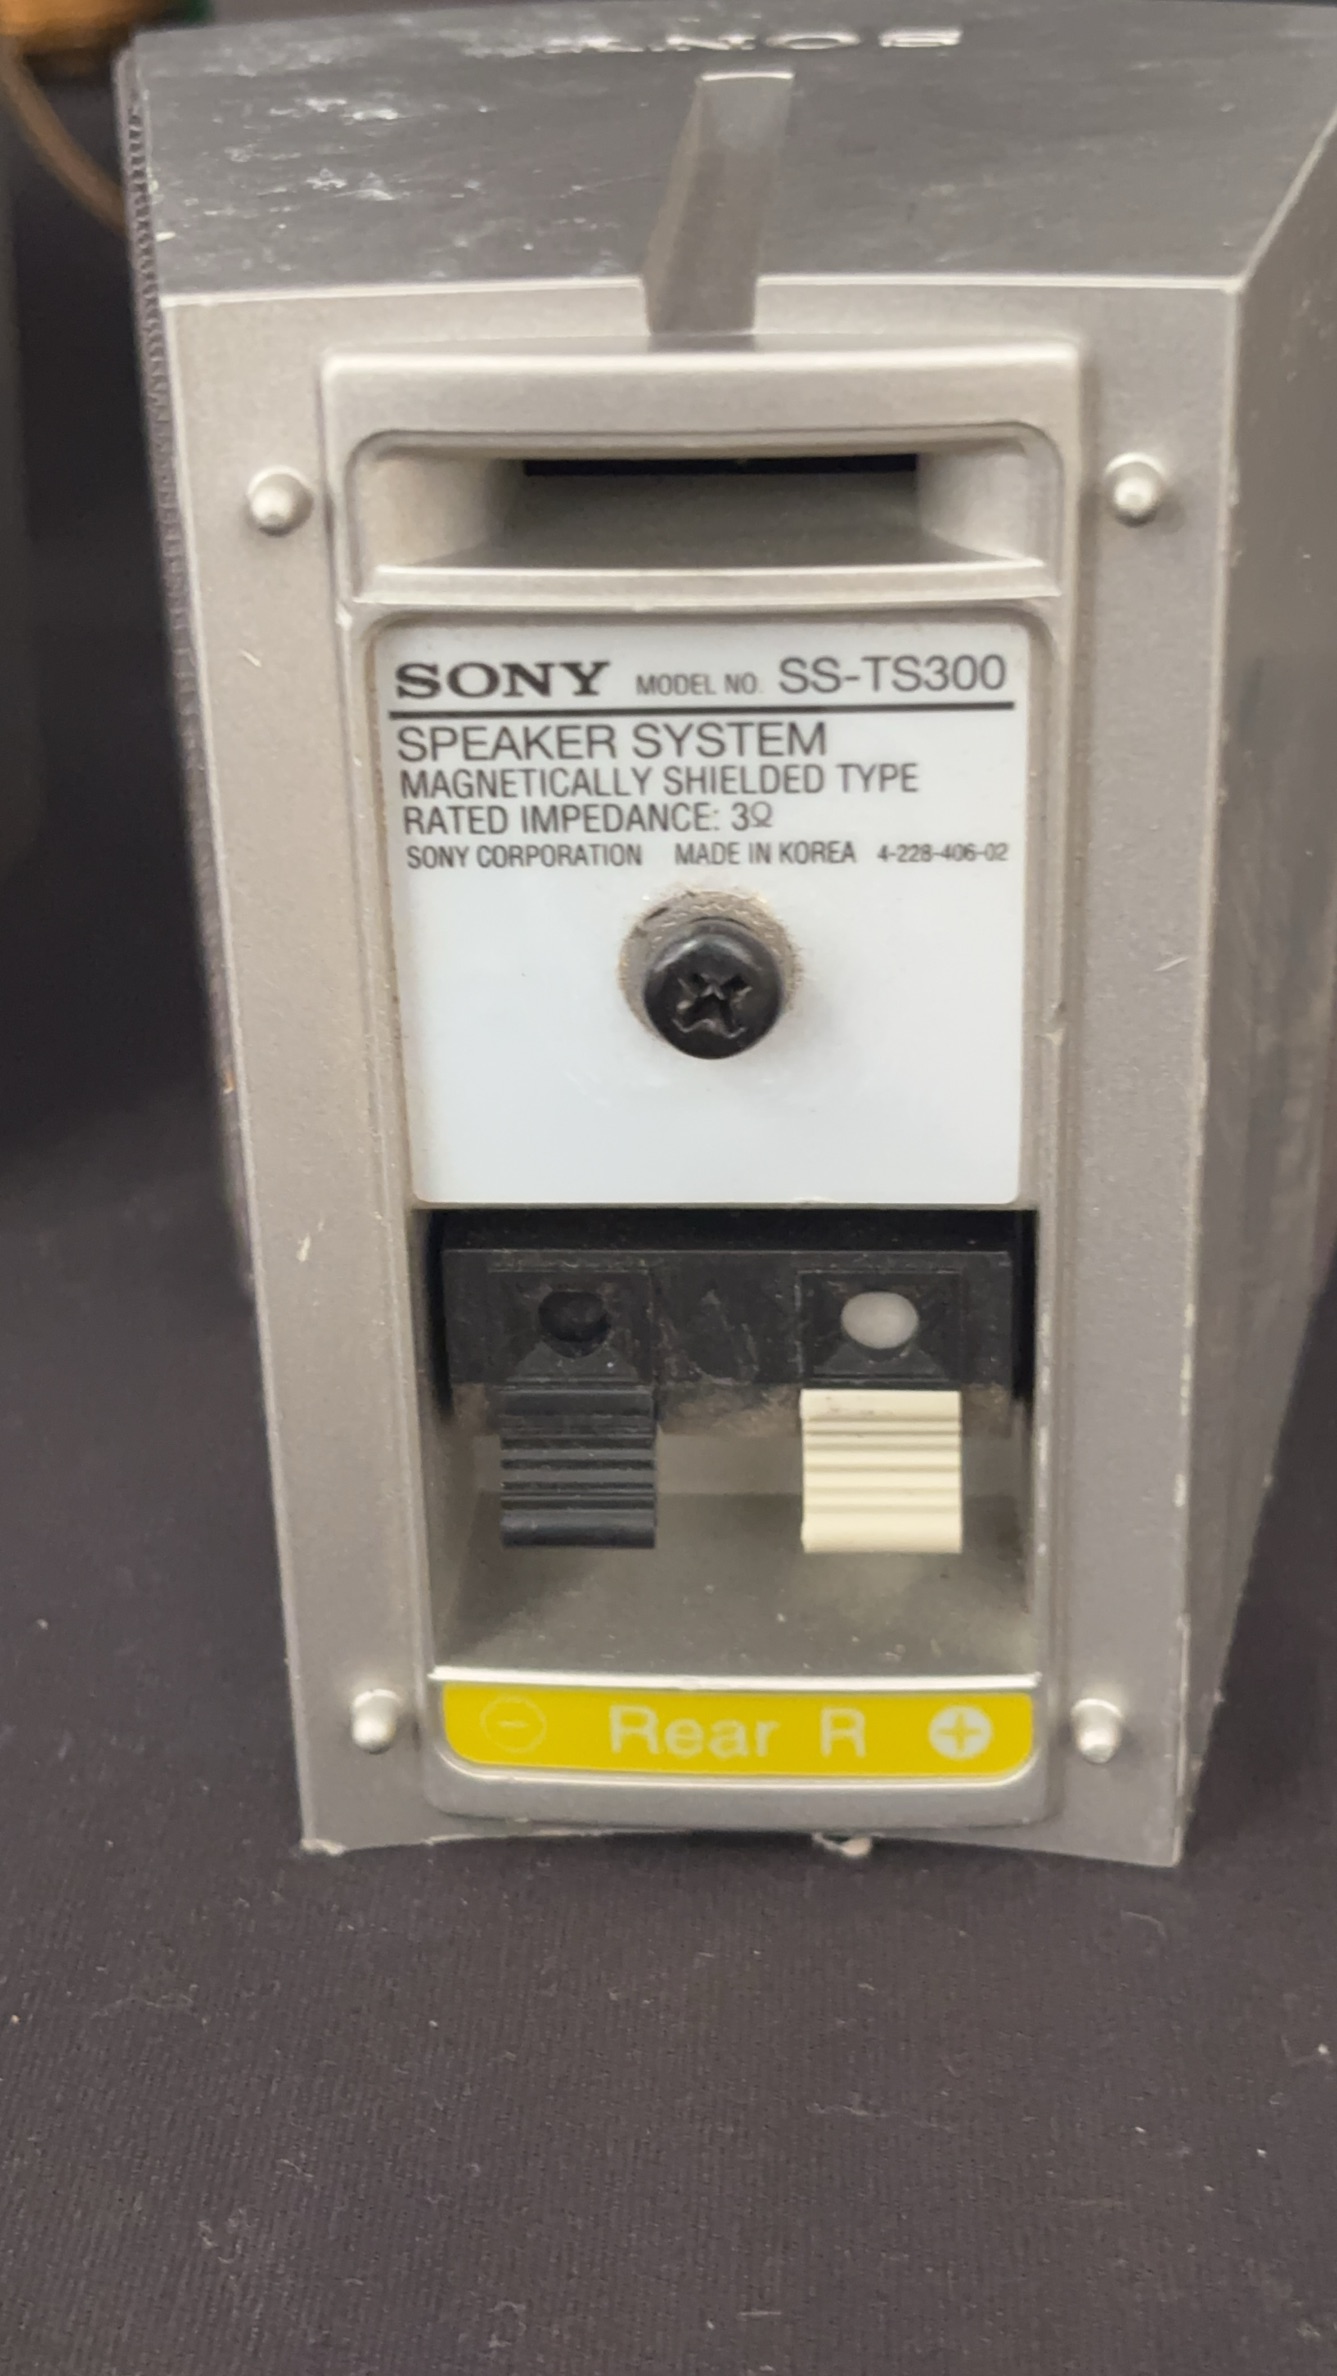 SONY
SONY MODEL NO. SS-TS300
SPEAKER SYSTEM
MAGNETICALLY SHIELDED TYPE
RATED IMPEDANCE: 3Ω
SONY CORPORATION MADE IN KOREA 4-228-406-02
- Rear R +